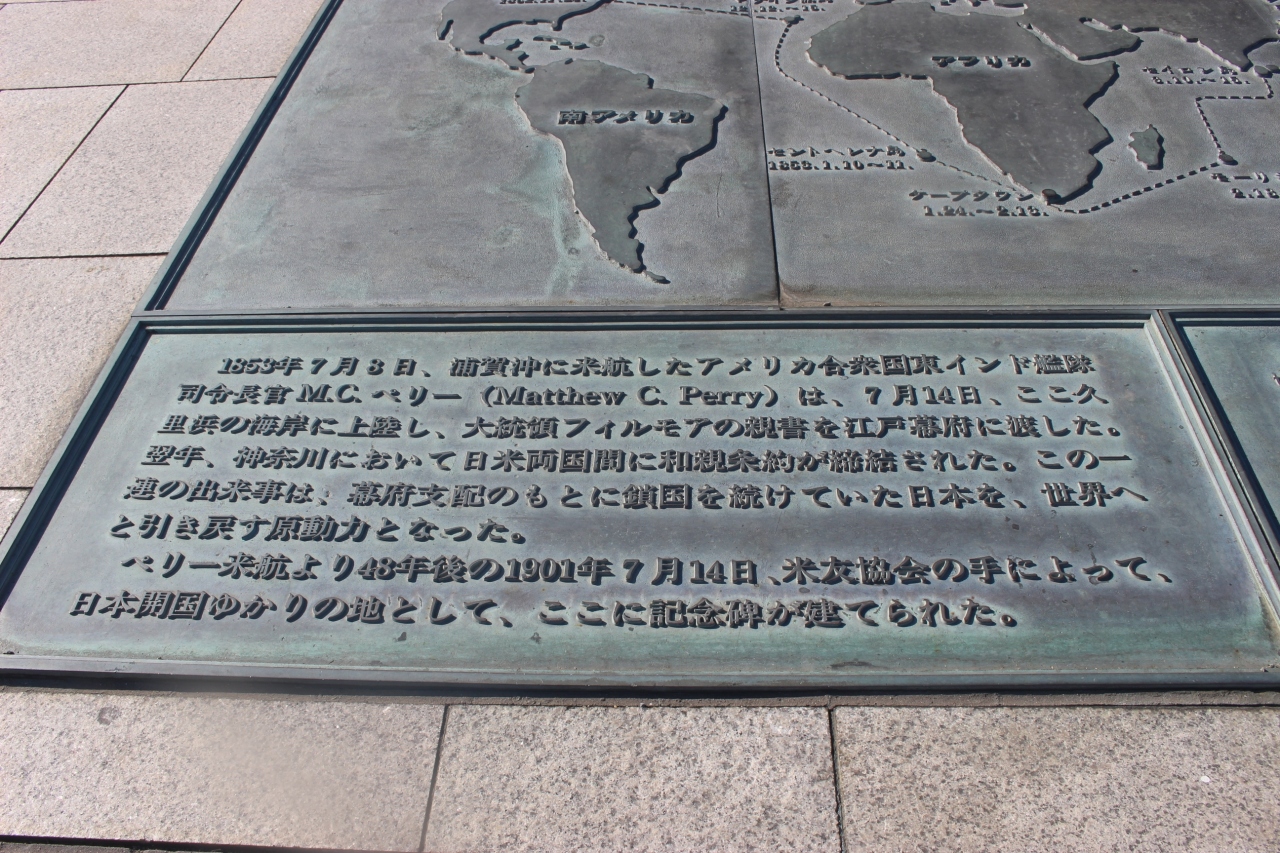 南アメリカ
アフリカ
セイロン島
3.10.~15.
セントヘレナ島
1853.1.10~11.
ケープタウン
1.24.~2.3.
1853年7月8日、浦賀沖に来航したアメリカ合衆国東インド艦隊
司令長官 M.C. ペリー (Matthew C. Perry) は、7月14日、ここ久
里浜の海岸に上陸し、大統領フィルモアの親書を江戸幕府に渡した。
翌年、神奈川において日米両国間に和親条約が締結された。この一
連の出来事は、幕府支配のもとに鎖国を続けていた日本を、世界へ
と引き戻す原動力となった。
ペリー来航より48年後の1901年7月14日、米友協会の手によって、
日本開国ゆかりの地として、ここに記念碑が建てられた。